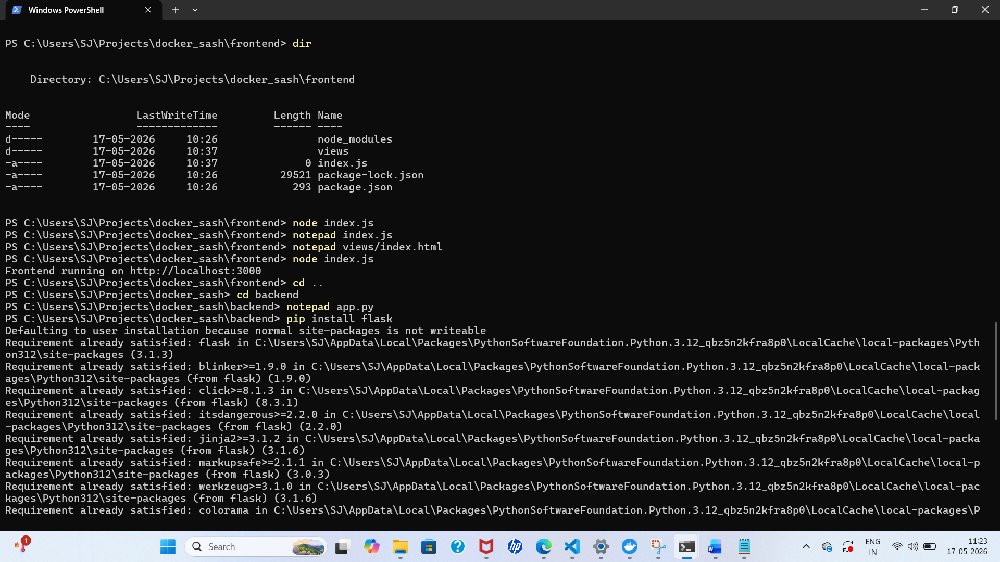 Windows PowerShell
PS C:\Users\SJ\Projects\docker_sash\frontend> dir
Directory: C:\Users\SJ\Projects\docker_sash\frontend
Mode                 LastWriteTime         Length Name
----                 -------------         ------ ----
d-----        17-05-2026     10:26                node_modules
d-----        17-05-2026     10:37                views
-a----        17-05-2026     10:37              0 index.js
-a----        17-05-2026     10:26          29521 package-lock.json
-a----        17-05-2026     10:26            293 package.json
PS C:\Users\SJ\Projects\docker_sash\frontend> node index.js
PS C:\Users\SJ\Projects\docker_sash\frontend> notepad index.js
PS C:\Users\SJ\Projects\docker_sash\frontend> notepad views/index.html
PS C:\Users\SJ\Projects\docker_sash\frontend> node index.js
Frontend running on http://localhost:3000
PS C:\Users\SJ\Projects\docker_sash\frontend> cd ..
PS C:\Users\SJ\Projects\docker_sash> cd backend
PS C:\Users\SJ\Projects\docker_sash\backend> notepad app.py
PS C:\Users\SJ\Projects\docker_sash\backend> pip install flask
Defaulting to user installation because normal site-packages is not writeable
Requirement already satisfied: flask in C:\Users\SJ\AppData\Local\Packages\PythonSoftwareFoundation.Python.3.12_qbz5n2kfra8p0\LocalCache\local-packages\Pyth
on312\site-packages (3.1.3)
Requirement already satisfied: blinker>=1.9.0 in C:\Users\SJ\AppData\Local\Packages\PythonSoftwareFoundation.Python.3.12_qbz5n2kfra8p0\LocalCache\local-pack
ages\Python312\site-packages (from flask) (1.9.0)
Requirement already satisfied: click>=8.1.3 in C:\Users\SJ\AppData\Local\Packages\PythonSoftwareFoundation.Python.3.12_qbz5n2kfra8p0\LocalCache\local-packag
es\Python312\site-packages (from flask) (8.3.1)
Requirement already satisfied: itsdangerous>=2.2.0 in C:\Users\SJ\AppData\Local\Packages\PythonSoftwareFoundation.Python.3.12_qbz5n2kfra8p0\LocalCache\local
-packages\Python312\site-packages (from flask) (2.2.0)
Requirement already satisfied: jinja2>=3.1.2 in C:\Users\SJ\AppData\Local\Packages\PythonSoftwareFoundation.Python.3.12_qbz5n2kfra8p0\LocalCache\local-packa
ges\Python312\site-packages (from flask) (3.1.6)
Requirement already satisfied: markupsafe>=2.1.1 in C:\Users\SJ\AppData\Local\Packages\PythonSoftwareFoundation.Python.3.12_qbz5n2kfra8p0\LocalCache\local-p
ackages\Python312\site-packages (from flask) (3.0.3)
Requirement already satisfied: werkzeug>=3.1.0 in C:\Users\SJ\AppData\Local\Packages\PythonSoftwareFoundation.Python.3.12_qbz5n2kfra8p0\LocalCache\local-pac
kages\Python312\site-packages (from flask) (3.1.6)
Requirement already satisfied: colorama in C:\Users\SJ\AppData\Local\Packages\PythonSoftwareFoundation.Python.3.12_qbz5n2kfra8p0\LocalCache\local-packages\P
1
Search
hp
W
ENG
IN
11:23
17-05-2026